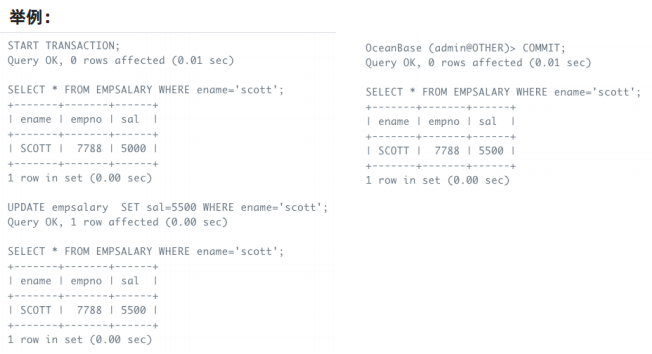 举例：
START TRANSACTION;
Query OK, 0 rows affected (0.01 sec)
SELECT * FROM EMPSALARY WHERE ename='scott';
+-------+-------+------+
| ename | empno | sal  |
+-------+-------+------+
| SCOTT |  7788 | 5000 |
+-------+-------+------+
1 row in set (0.00 sec)
UPDATE empsalary  SET sal=5500 WHERE ename='scott';
Query OK, 1 row affected (0.00 sec)
SELECT * FROM EMPSALARY WHERE ename='scott';
+-------+-------+------+
| ename | empno | sal  |
+-------+-------+------+
| SCOTT |  7788 | 5500 |
+-------+-------+------+
1 row in set (0.00 sec)
OceanBase (admin@OTHER)> COMMIT;
Query OK, 0 rows affected (0.01 sec)
SELECT * FROM EMPSALARY WHERE ename='scott';
+-------+-------+------+
| ename | empno | sal  |
+-------+-------+------+
| SCOTT |  7788 | 5500 |
+-------+-------+------+
1 row in set (0.00 sec)